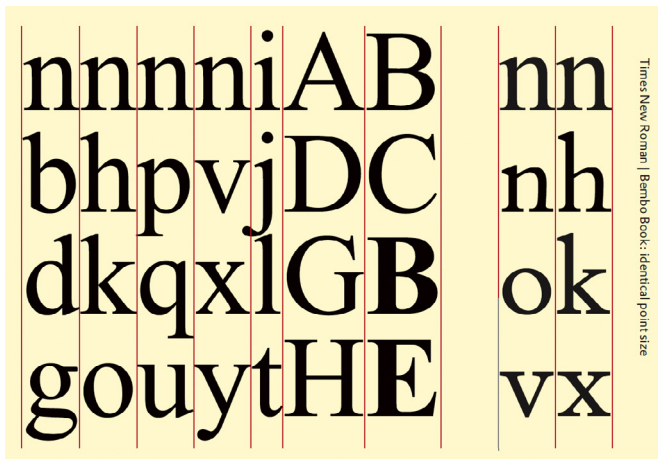 nnnniAB nn
bhpvjDC nh
dkqxlGB ok
gouytHE vx
Times New Roman | Bembo Book: identical point size